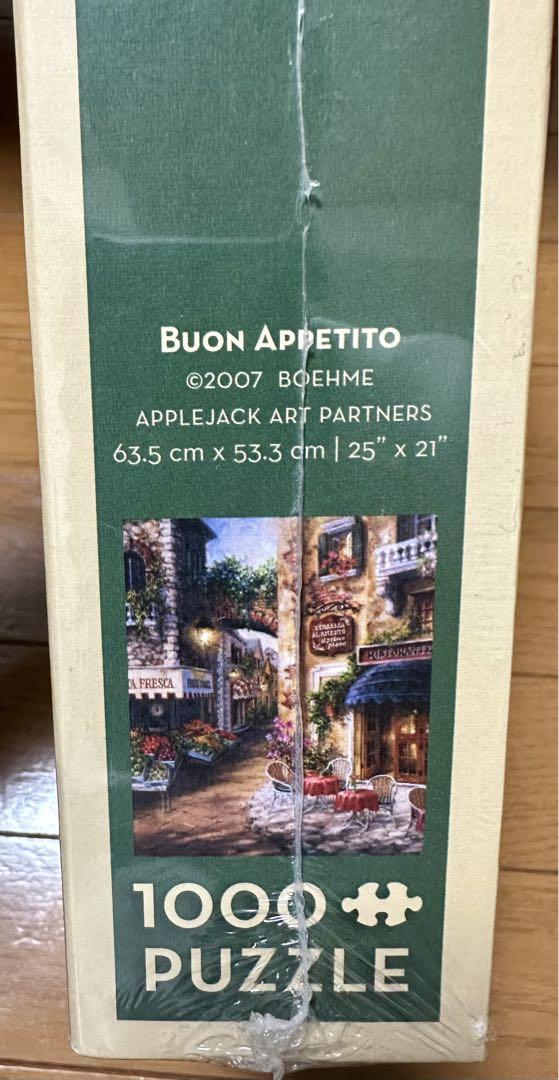 BUON APPETITO
©2007 BOEHME
APPLEJACK ART PARTNERS
63.5 cm x 53.3 cm | 25” x 21”
A FRESCA
RISTORANTE
1000
PUZZLE